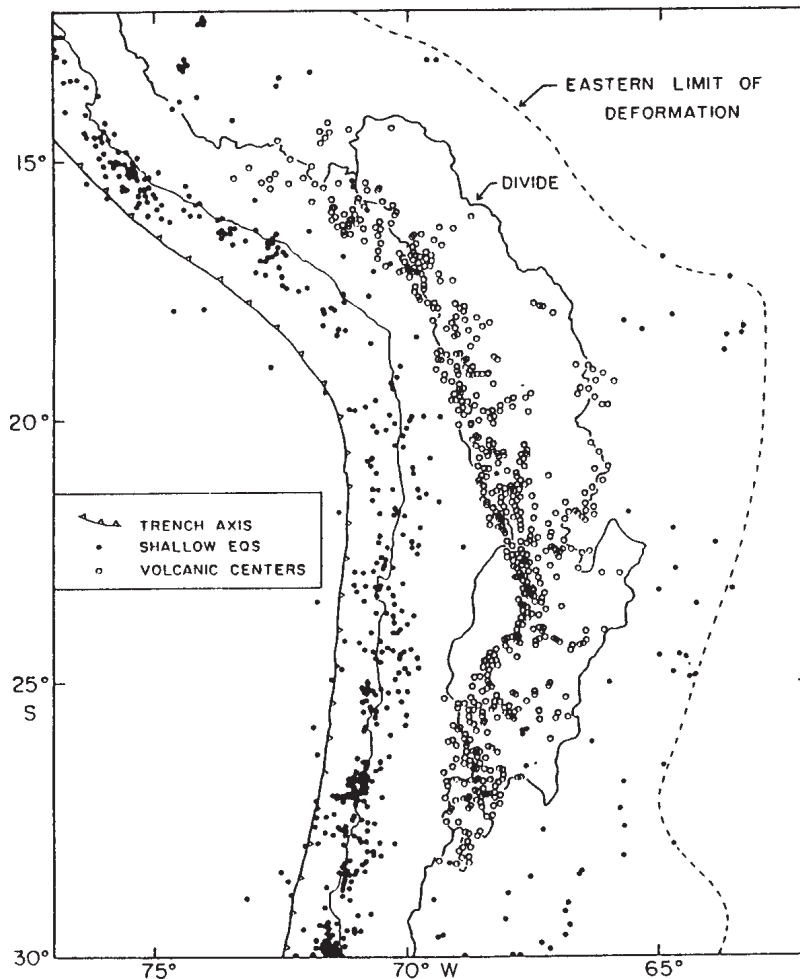 EASTERN LIMIT OF
DEFORMATION
15°
DIVIDE
20°
TRENCH AXIS
SHALLOW EQS
VOLCANIC CENTERS
25°
S
30°
75°
70° W
65°